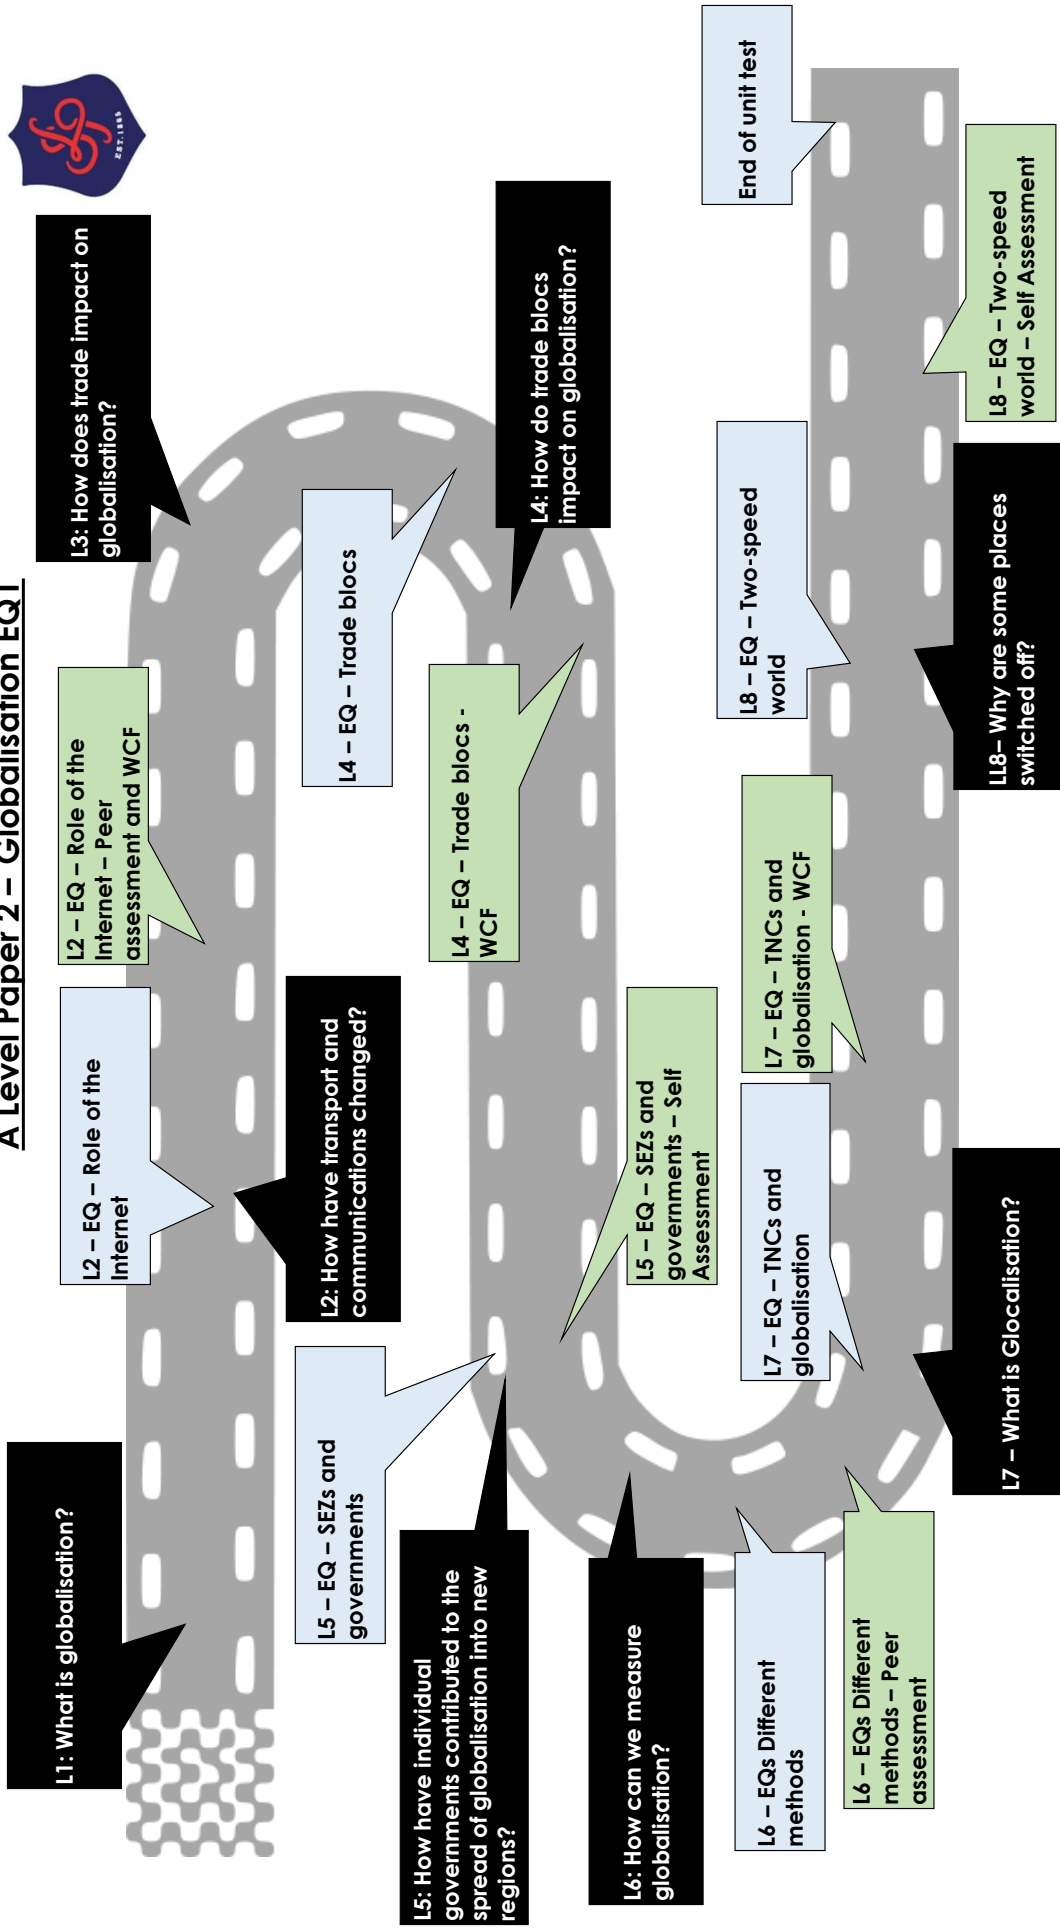 A Level Paper 2 – Globalisation EQ1
EST.1885
L1: What is globalisation?
L2 – EQ – Role of the
Internet
L2 – EQ – Role of the
Internet – Peer
assessment and WCF
L3: How does trade impact on
globalisation?
L2: How have transport and
communications changed?
L4 – EQ – Trade blocs
L5 – EQ – SEZs and
governments
L4 – EQ – Trade blocs -
WCF
L4: How do trade blocs
impact on globalisation?
L5: How have individual
governments contributed to the
spread of globalisation into new
regions?
L5 – EQ – SEZs and
governments – Self
Assessment
L6: How can we measure
globalisation?
L6 – EQs Different
methods
L7 – EQ – TNCs and
globalisation
L7 – EQ – TNCs and
globalisation - WCF
L8 – EQ – Two-speed
world
End of unit test
L6 – EQs Different
methods – Peer
assessment
L7 – What is Glocalisation?
LL8– Why are some places
switched off?
L8 – EQ – Two-speed
world – Self Assessment